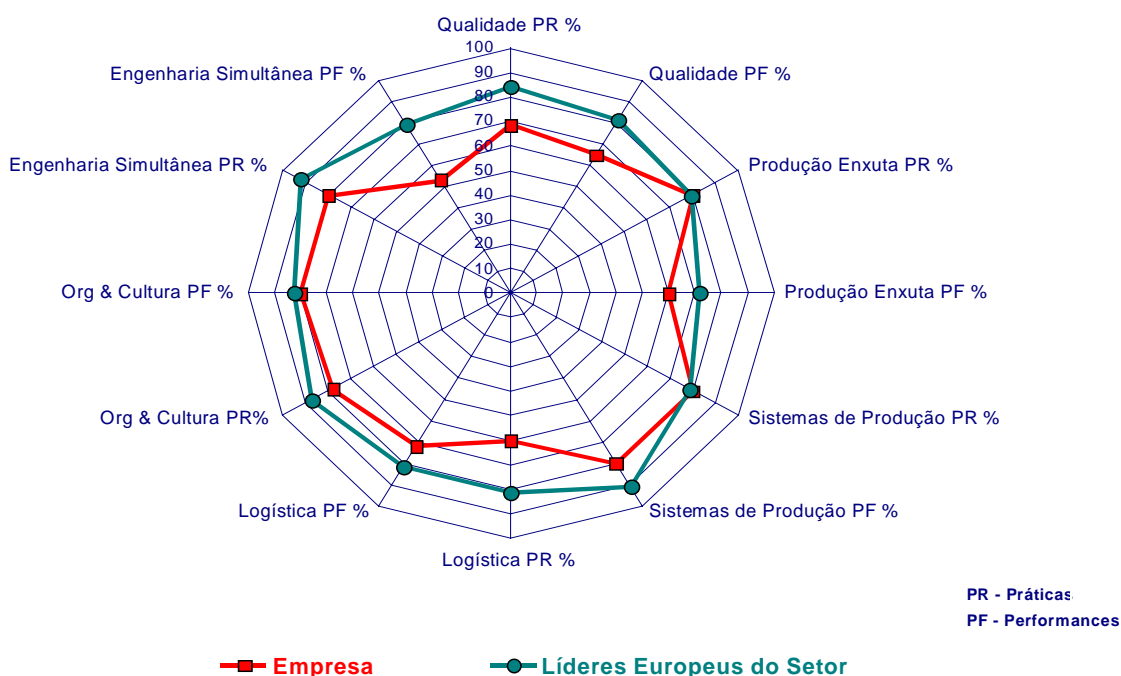 Qualidade PR %
Engenharia Simultânea PF %
Qualidade PF %
Engenharia Simultânea PR %
Produção Enxuta PR %
Org & Cultura PF %
Produção Enxuta PF %
Org & Cultura PR%
Sistemas de Produção PR %
Logística PF %
Sistemas de Produção PF %
Logística PR %
100
90
80
70
60
50
40
30
20
10
0
PR - Práticas
PF - Performances
Empresa
Líderes Europeus do Setor